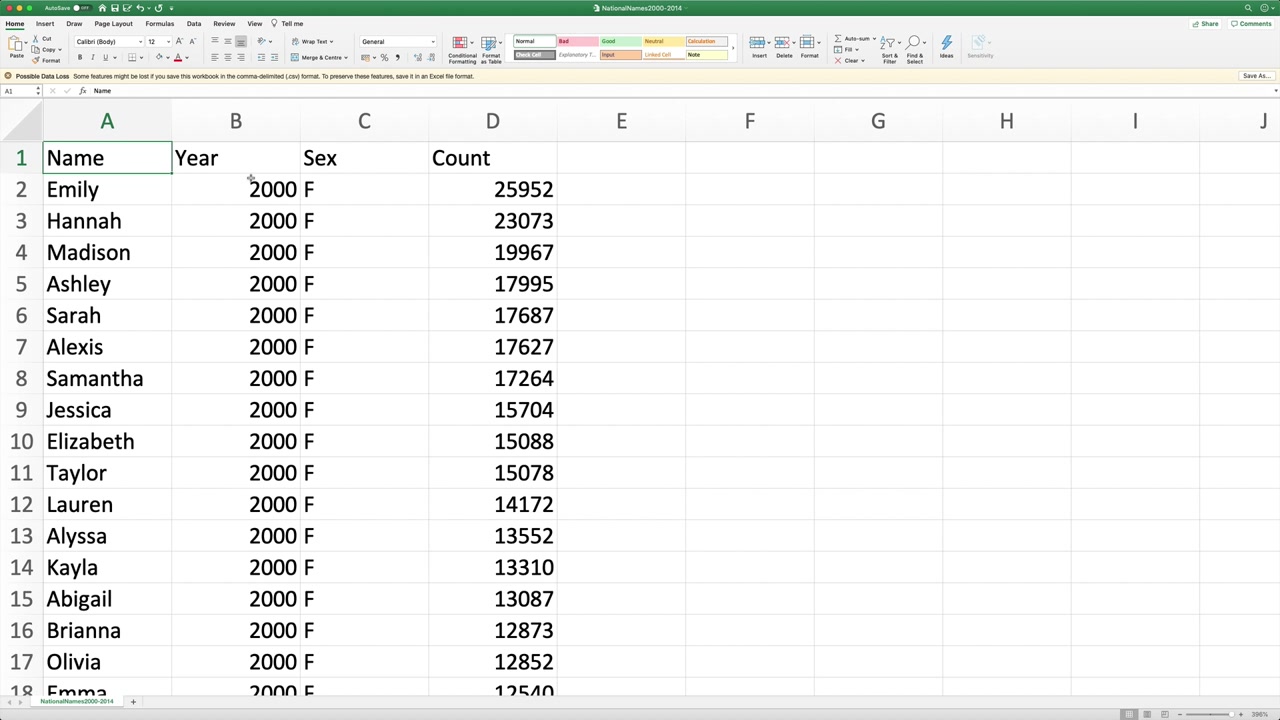 AutoSave OFF NationalNames2000-2014
Home Insert Draw Page Layout Formulas Data Review View Tell me Share Comments
Paste Cut Copy Format
Calibri (Body) 12 A A
B I U A
Wrap Text
Merge & Centre
General
Conditional Formatting
Format as Table
Normal Bad Good Neutral Calculation
Check Cell Explanatory T... Input Linked Cell Note
Insert Delete Format
Auto-sum
Fill
Clear
Sort & Filter
Find & Select
Ideas
Sensitivity
Possible Data Loss Some features might be lost if you save this workbook in the comma-delimited (.csv) format. To preserve these features, save it in an Excel file format. Save As...
A1 fx Name
A B C D E F G H I J
1 Name Year Sex Count
2 Emily 2000 F 25952
3 Hannah 2000 F 23073
4 Madison 2000 F 19967
5 Ashley 2000 F 17995
6 Sarah 2000 F 17687
7 Alexis 2000 F 17627
8 Samantha 2000 F 17264
9 Jessica 2000 F 15704
10 Elizabeth 2000 F 15088
11 Taylor 2000 F 15078
12 Lauren 2000 F 14172
13 Alyssa 2000 F 13552
14 Kayla 2000 F 13310
15 Abigail 2000 F 13087
16 Brianna 2000 F 12873
17 Olivia 2000 F 12852
18 Emma 2000 F 12540
NationalNames2000-2014 +
396%